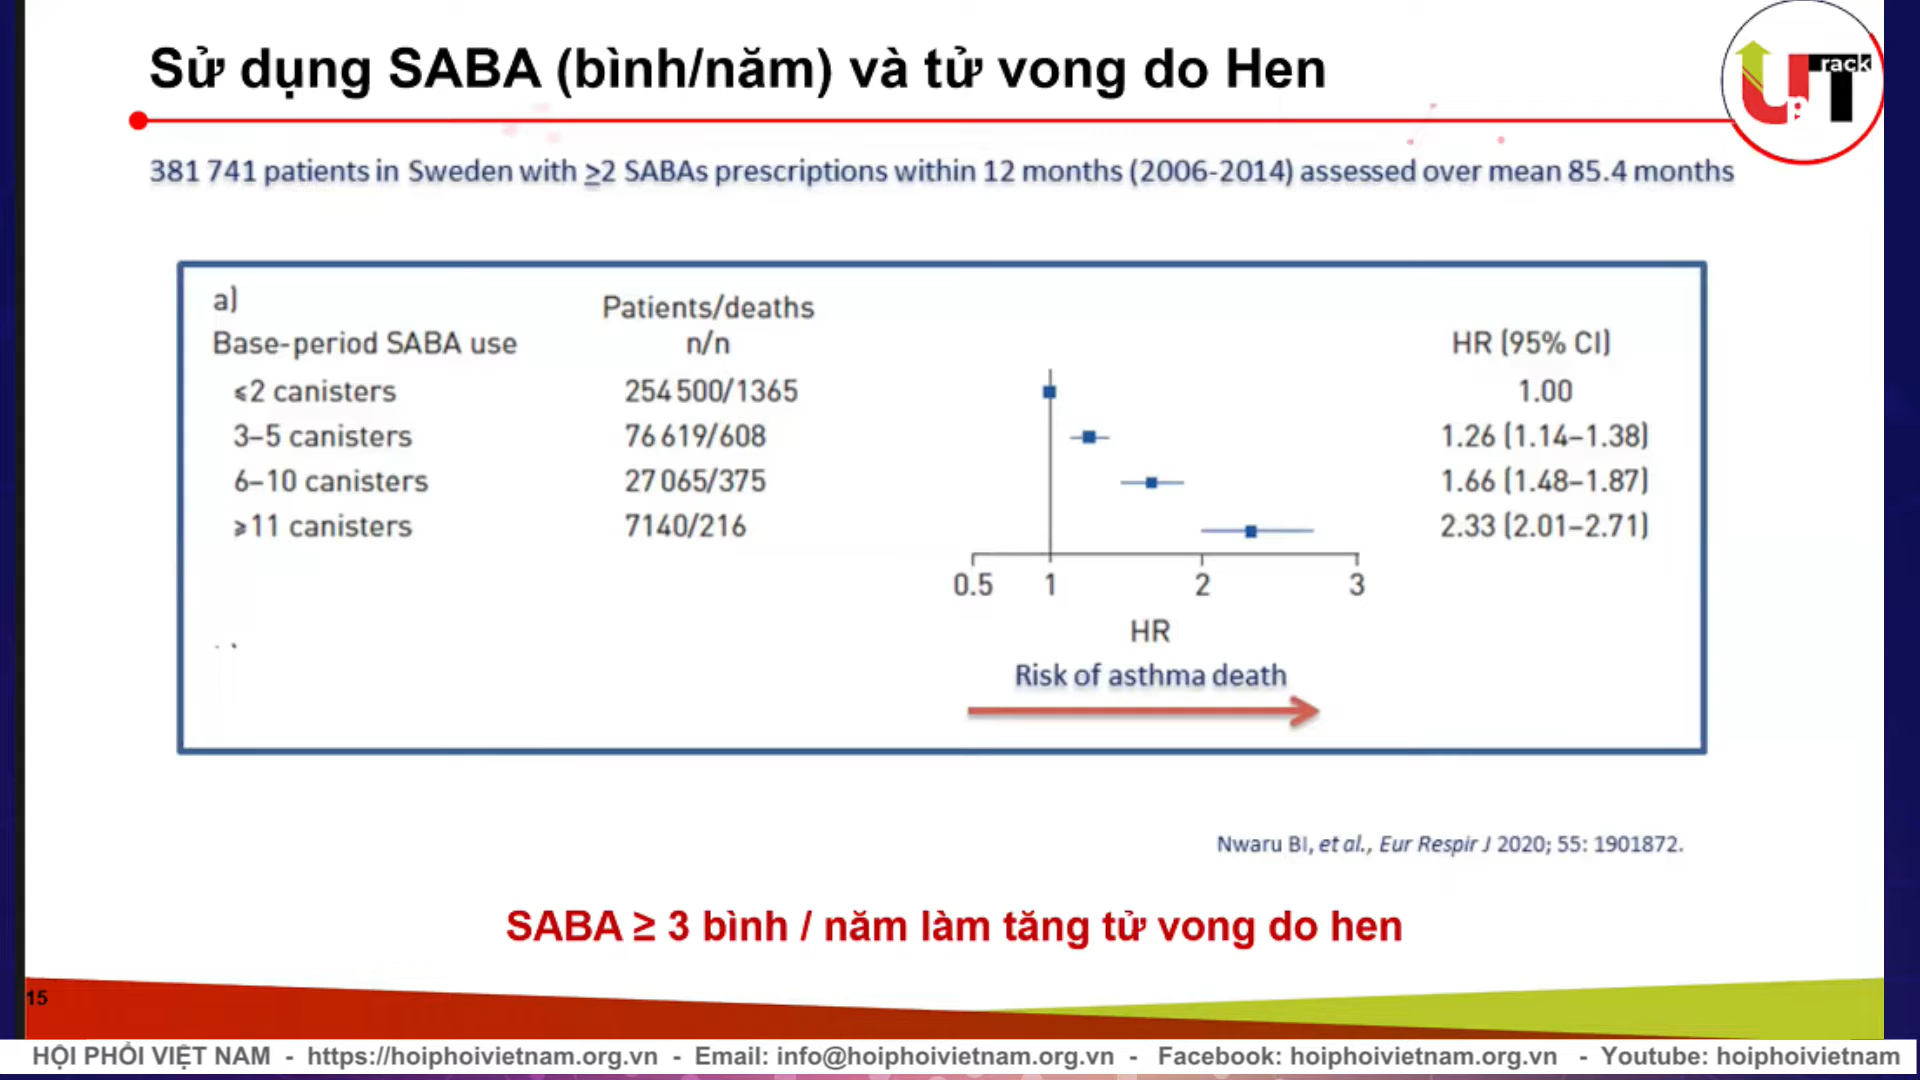 Sử dụng SABA (bình/năm) và tử vong do Hen
Up Track
381 741 patients in Sweden with ≥2 SABAs prescriptions within 12 months (2006-2014) assessed over mean 85.4 months
a)
Patients/deaths
Base-period SABA use n/n HR (95% CI)
≤2 canisters 254 500/1365 1.00
3–5 canisters 76 619/608 1.26 (1.14–1.38)
6–10 canisters 27 065/375 1.66 (1.48–1.87)
≥11 canisters 7140/216 2.33 (2.01–2.71)
0.5 1 2 3
HR
Risk of asthma death
Nwaru BI, et al., Eur Respir J 2020; 55: 1901872.
SABA ≥ 3 bình / năm làm tăng tử vong do hen
15
HỘI PHỔI VIỆT NAM - https://hoiphoivietnam.org.vn - Email: info@hoiphoivietnam.org.vn - Facebook: hoiphoivietnam.org.vn - Youtube: hoiphoivietnam